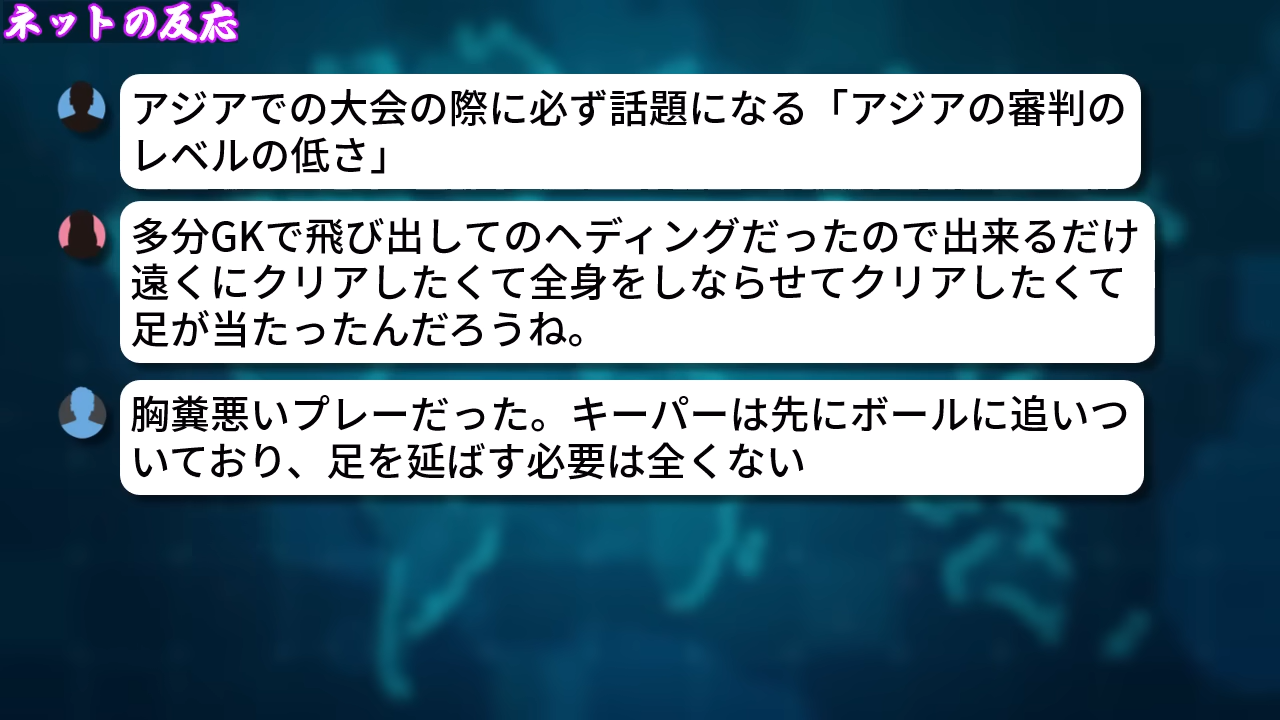 ネットの反応
アジアでの大会の際に必ず話題になる「アジアの審判の
レベルの低さ」
多分GKで飛び出してのヘディングだったので出来るだけ
遠くにクリアしたくて全身をしならせてクリアしたくて
足が当たったんだろうね。
胸糞悪いプレーだった。キーパーは先にボールに追いつ
いており、足を延ばす必要は全くない